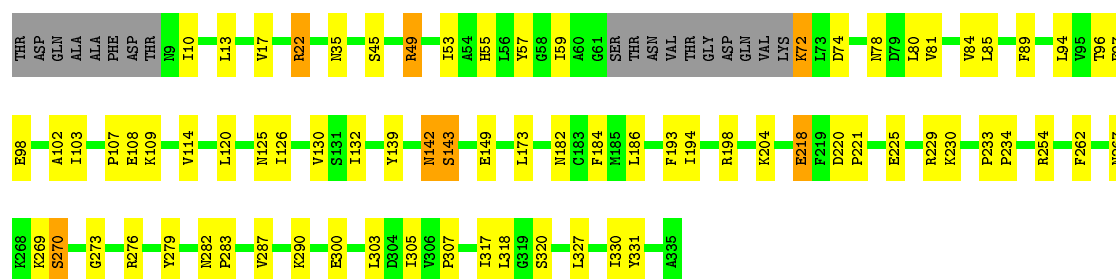 THR ASP GLN ALA ALA PHE ASP THR N9 I10 L13 V17 R22 N35 S45 R49 I53 A54 H55 L56 Y57 G58 I59 A60 G61 SER THR ASN VAL THR GLY ASP GLN VAL LYS K72 L73 D74 N78 D79 L80 V81 V84 L85 F89 L94 V95 T96
E98 A102 I103 P107 E108 K109 V114 L120 N125 I126 V130 S131 I132 Y139 N142 S143 E149 L173 N182 C183 F184 M185 L186 F193 I194 R198 K204 E218 F219 D220 P221 E225 R229 K230 P233 P234 R254 F262
K268 K269 S270 G273 R276 Y279 N282 P283 V287 K290 E300 L303 D304 I305 V306 P307 I317 L318 G319 S320 L327 I330 Y331 A335